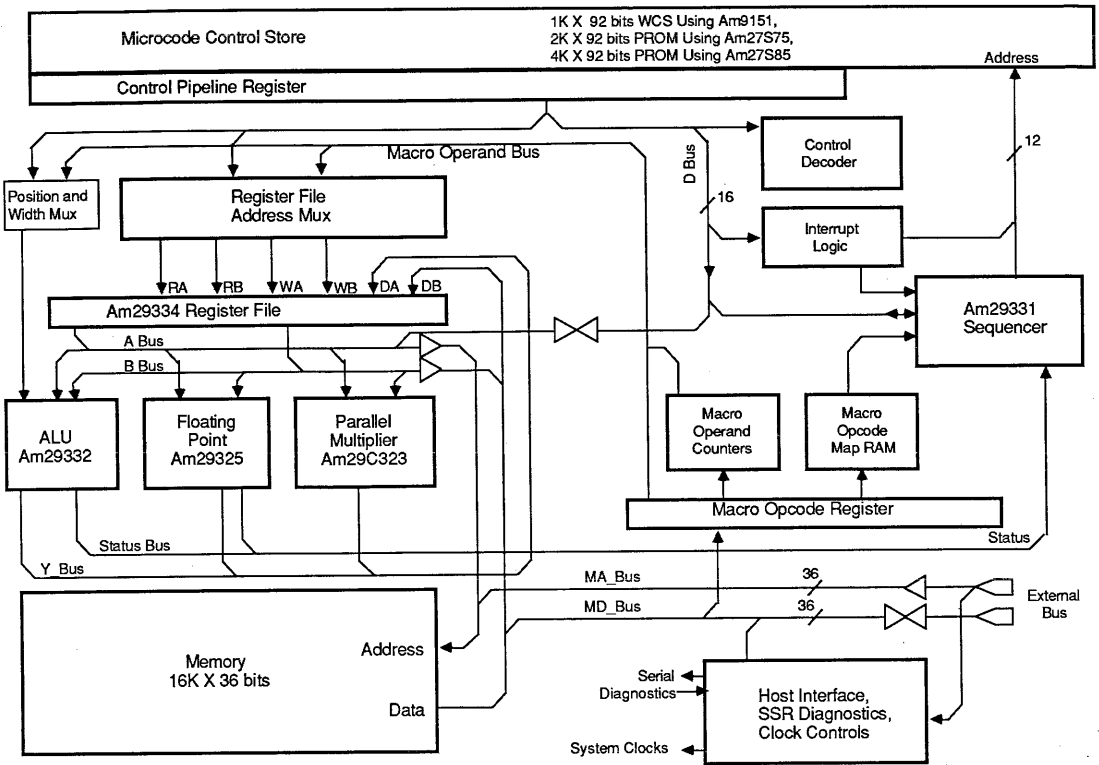 Microcode Control Store
1K X 92 bits WCS Using Am9151,
2K X 92 bits PROM Using Am27S75,
4K X 92 bits PROM Using Am27S85
Address
Control Pipeline Register
Macro Operand Bus
D Bus
16
12
Control
Decoder
Position and
Width Mux
Register File
Address Mux
Interrupt
Logic
RA
RB
WA
WB
DA
DB
Am29334 Register File
Am29331
Sequencer
A Bus
B Bus
ALU
Am29332
Floating
Point
Am29325
Parallel
Multiplier
Am29C323
Macro
Operand
Counters
Macro
Opcode
Map RAM
Macro Opcode Register
Status Bus
Status
Y_Bus
MA_Bus
36
MD_Bus
36
External
Bus
Memory
16K X 36 bits
Address
Data
Serial
Diagnostics
System Clocks
Host Interface,
SSR Diagnostics,
Clock Controls